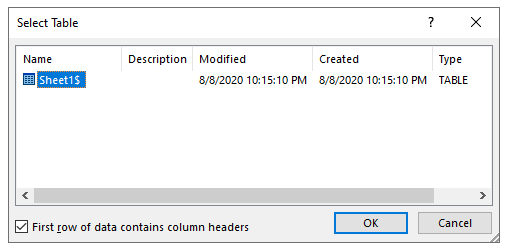 Select Table
?
Name Description Modified Created Type
Sheet1$ 8/8/2020 10:15:10 PM 8/8/2020 10:15:10 PM TABLE
First row of data contains column headers
OK Cancel